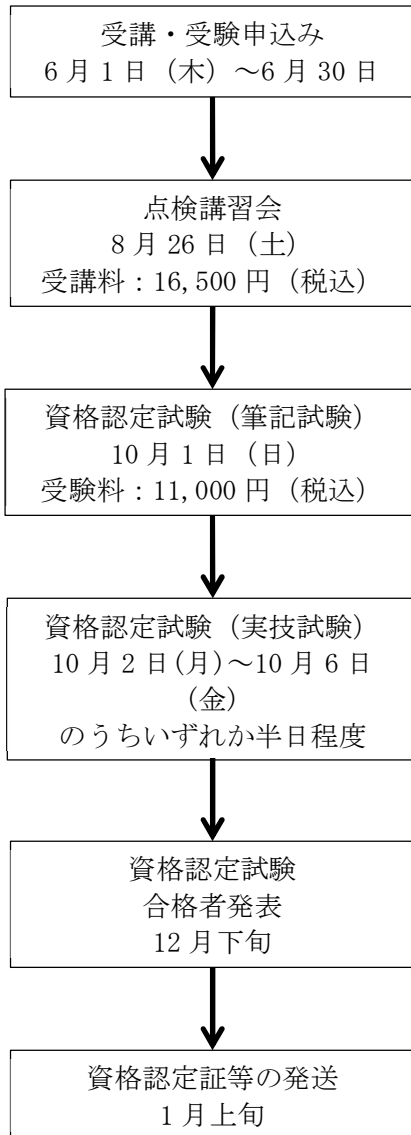 受講・受験申込み
6月1日（木）～6月30日
点検講習会
8月26日（土）
受講料：16,500円（税込）
資格認定試験（筆記試験）
10月1日（日）
受験料：11,000円（税込）
資格認定試験（実技試験）
10月2日(月)～10月6日
(金)
のうちいずれか半日程度
資格認定試験
合格者発表
12月下旬
資格認定証等の発送
1月上旬